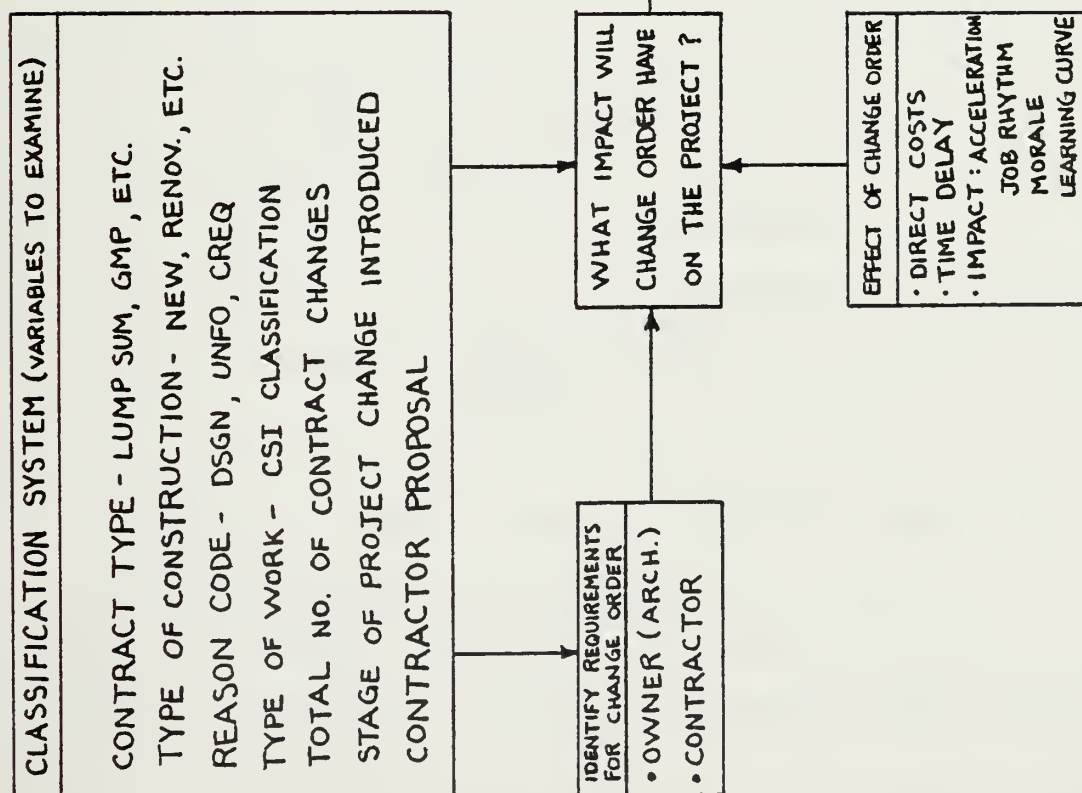 CLASSIFICATION SYSTEM (VARIABLES TO EXAMINE)
CONTRACT TYPE - LUMP SUM, GMP, ETC.
TYPE OF CONSTRUCTION - NEW, RENOV., ETC.
REASON CODE - DSGN, UNFO, CREQ
TYPE OF WORK - CSI CLASSIFICATION
TOTAL NO. OF CONTRACT CHANGES
STAGE OF PROJECT CHANGE INTRODUCED
CONTRACTOR PROPOSAL
IDENTIFY REQUIREMENTS
FOR CHANGE ORDER
• OWNER (ARCH.)
• CONTRACTOR
WHAT IMPACT WILL
CHANGE ORDER HAVE
ON THE PROJECT ?
EFFECT OF CHANGE ORDER
• DIRECT COSTS
• TIME DELAY
• IMPACT: ACCELERATION
JOB RHYTHM
MORALE
LEARNING CURVE